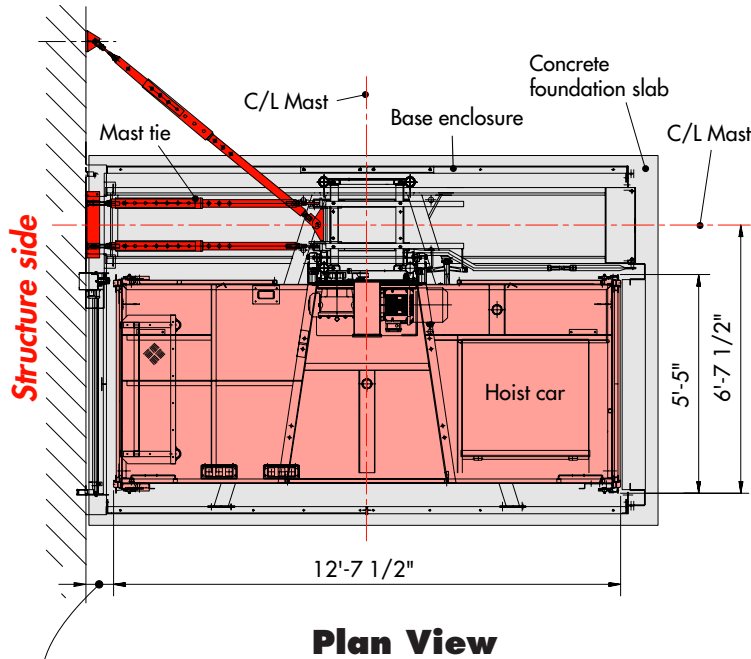 Concrete
foundation slab
C/L Mast
Base enclosure
C/L Mast
Mast tie
Structure side
Hoist car
5'-5"
6'-7 1/2"
12'-7 1/2"
Plan View